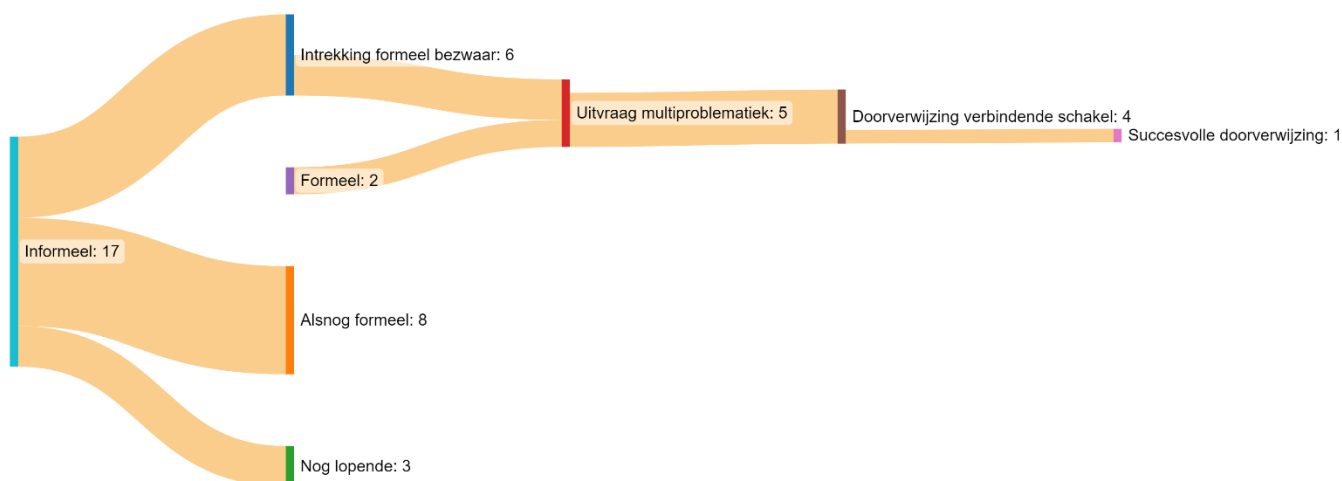 Intrekking formeel bezwaar: 6
Uitvraag multiproblematiek: 5
Doorverwijzing verbindende schakel: 4
Succesvolle doorverwijzing: 1
Formeel: 2
Informeel: 17
Alsnog formeel: 8
Nog lopende: 3